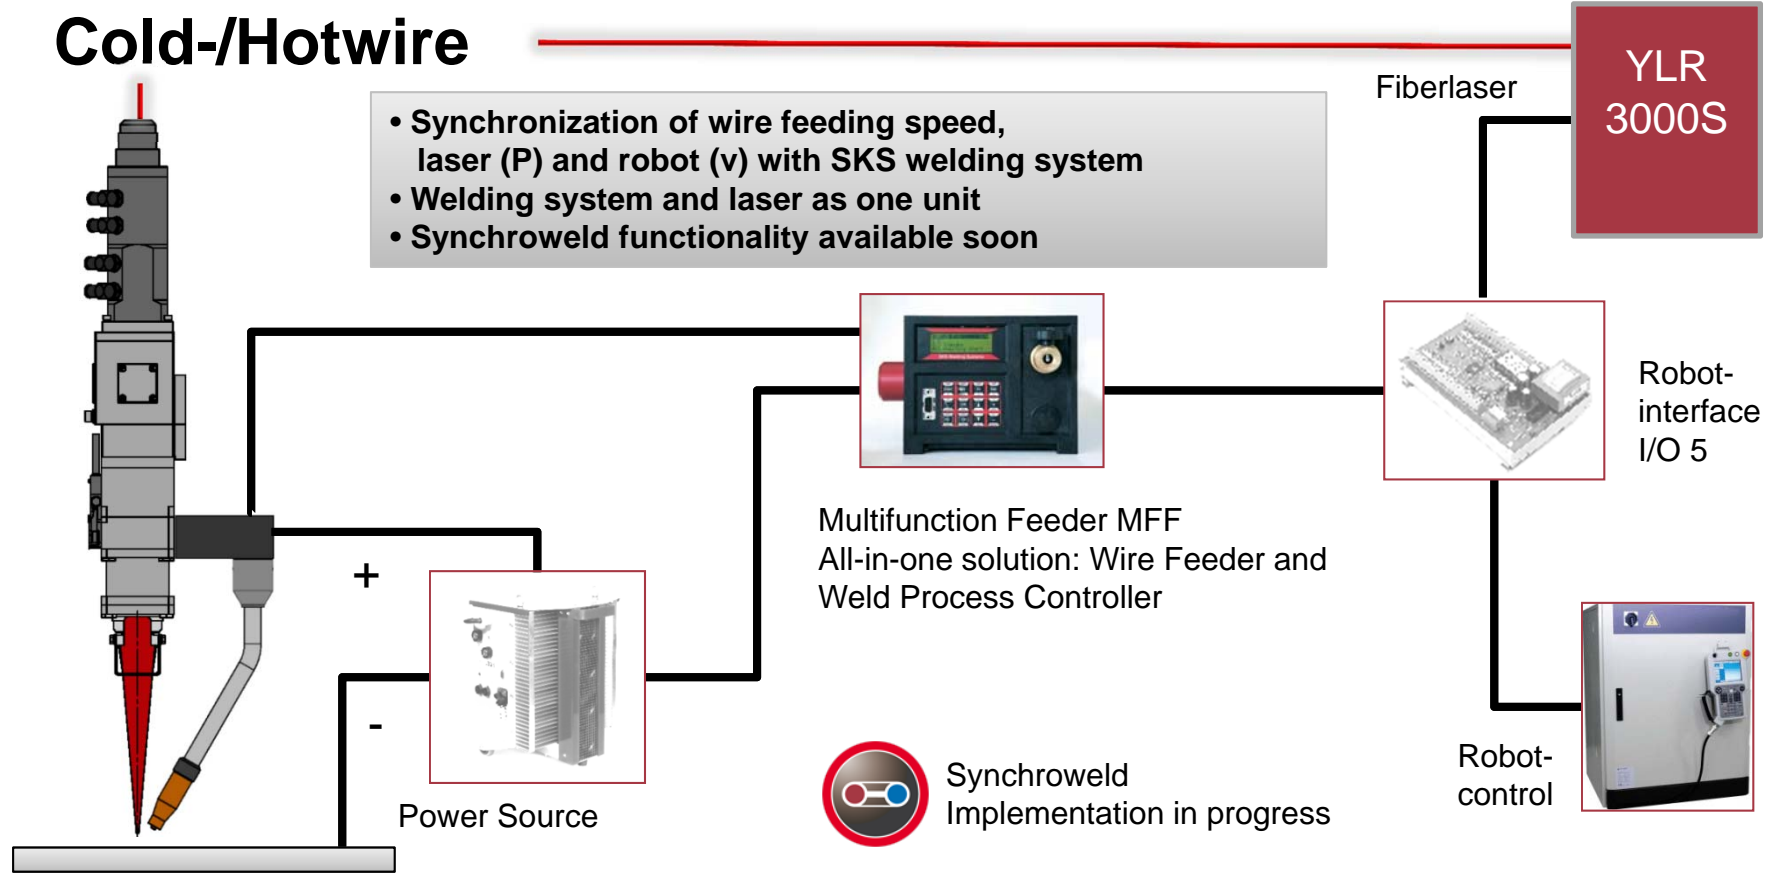 Cold-/Hotwire
YLR
3000S
Fiberlaser
• Synchronization of wire feeding speed,
laser (P) and robot (v) with SKS welding system
• Welding system and laser as one unit
• Synchroweld functionality available soon
Robot-
interface
I/O 5
Multifunction Feeder MFF
All-in-one solution: Wire Feeder and
Weld Process Controller
+
-
Power Source
Synchroweld
Implementation in progress
Robot-
control